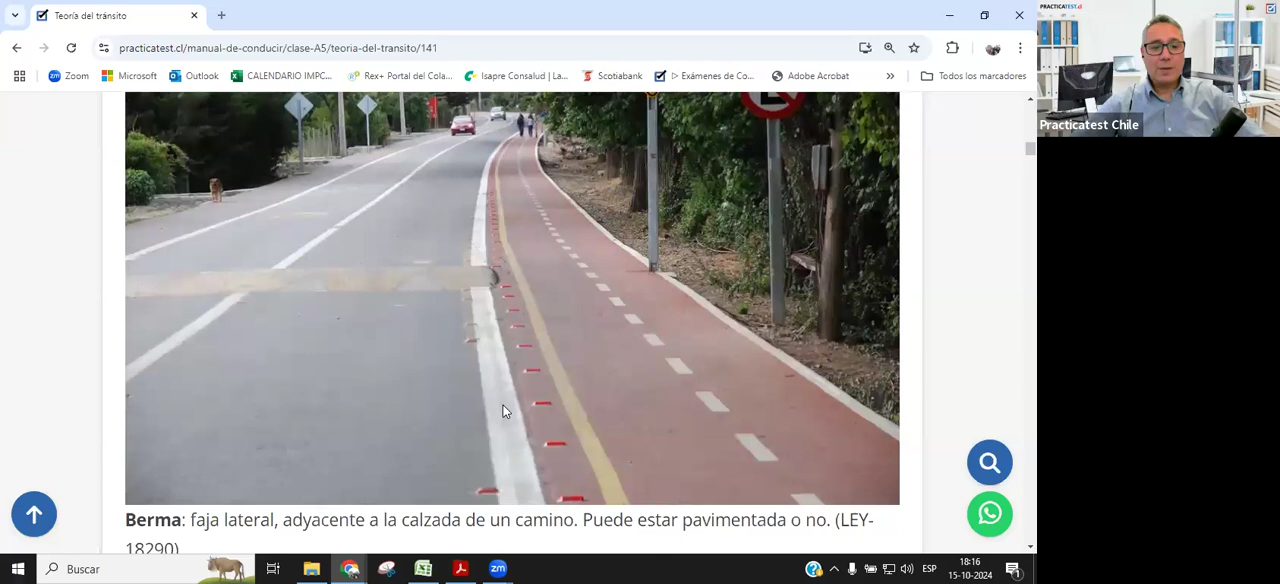 Teoría del tránsito
practicatest.cl/manual-de-conducir/clase-A5/teoria-del-transito/141
Zoom
Microsoft
Outlook
CALENDARIO IMPC...
Rex+ Portal del Cola...
Isapre Consalud | La...
Scotiabank
▷ Exámenes de Co...
Adobe Acrobat
»
Todos los marcadores
PRACTICATEST.cl
Practicatest Chile
Berma: faja lateral, adyacente a la calzada de un camino. Puede estar pavimentada o no. (LEY-
18290)
Buscar
ESP
18:16
15-10-2024